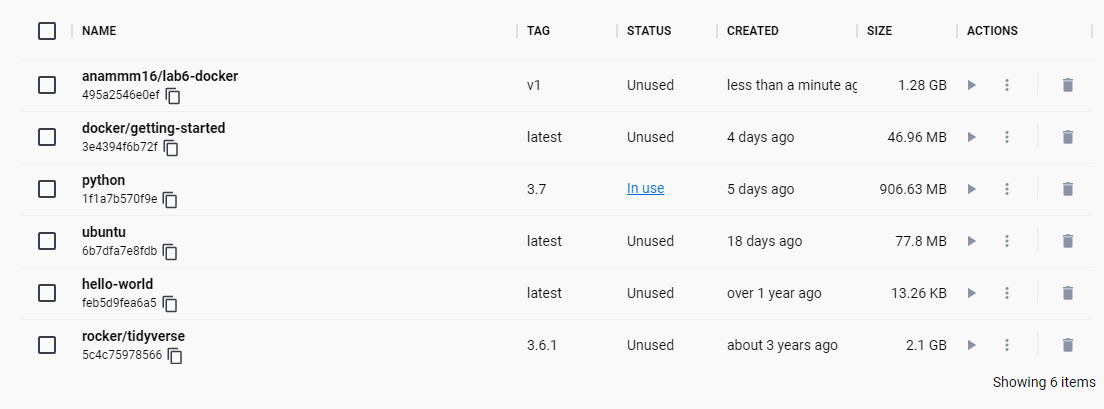 NAME TAG STATUS CREATED SIZE ACTIONS
anammm16/lab6-docker
495a2546e0ef
v1 Unused less than a minute ag 1.28 GB
docker/getting-started
3e4394f6b72f
latest Unused 4 days ago 46.96 MB
python
1f1a7b570f9e
3.7 In use 5 days ago 906.63 MB
ubuntu
6b7dfa7e8fdb
latest Unused 18 days ago 77.8 MB
hello-world
feb5d9fea6a5
latest Unused over 1 year ago 13.26 KB
rocker/tidyverse
5c4c75978566
3.6.1 Unused about 3 years ago 2.1 GB
Showing 6 items